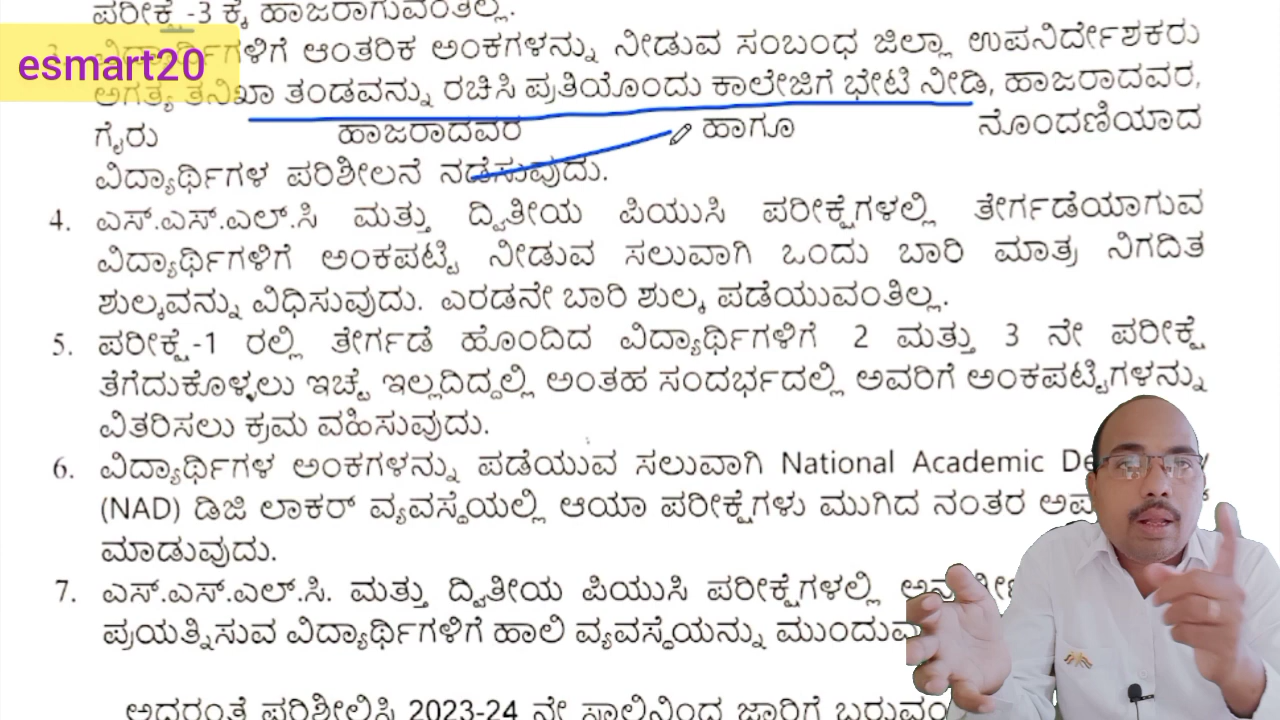 ಪರೀಕ್ಷೆ -3 ಕ್ಕೆ ಹಾಜರಾಗುವಂತಿಲ್ಲ.
esmart20
ವಿದ್ಯಾರ್ಥಿಗಳಿಗೆ ಆಂತರಿಕ ಅಂಕಗಳನ್ನು ನೀಡುವ ಸಂಬಂಧ ಜಿಲ್ಲಾ ಉಪನಿರ್ದೇಶಕರು
ಅಗತ್ಯ ತನಿಖಾ ತಂಡವನ್ನು ರಚಿಸಿ ಪ್ರತಿಯೊಂದು ಕಾಲೇಜಿಗೆ ಭೇಟಿ ನೀಡಿ, ಹಾಜರಾದವರ,
ಗೈರು ಹಾಜರಾದವರ ಹಾಗೂ ನೊಂದಣಿಯಾದ
ವಿದ್ಯಾರ್ಥಿಗಳ ಪರಿಶೀಲನೆ ನಡೆಸುವುದು.
4. ಎಸ್.ಎಸ್.ಎಲ್.ಸಿ ಮತ್ತು ದ್ವಿತೀಯ ಪಿಯುಸಿ ಪರೀಕ್ಷೆಗಳಲ್ಲಿ ತೇರ್ಗಡೆಯಾಗುವ
ವಿದ್ಯಾರ್ಥಿಗಳಿಗೆ ಅಂಕಪಟ್ಟಿ ನೀಡುವ ಸಲುವಾಗಿ ಒಂದು ಬಾರಿ ಮಾತ್ರ ನಿಗದಿತ
ಶುಲ್ಕವನ್ನು ವಿಧಿಸುವುದು. ಎರಡನೇ ಬಾರಿ ಶುಲ್ಕ ಪಡೆಯುವಂತಿಲ್ಲ.
5. ಪರೀಕ್ಷೆ-1 ರಲ್ಲಿ ತೇರ್ಗಡೆ ಹೊಂದಿದ ವಿದ್ಯಾರ್ಥಿಗಳಿಗೆ 2 ಮತ್ತು 3 ನೇ ಪರೀಕ್ಷೆ
ತೆಗೆದುಕೊಳ್ಳಲು ಇಚ್ಛೆ ಇಲ್ಲದಿದ್ದಲ್ಲಿ ಅಂತಹ ಸಂದರ್ಭದಲ್ಲಿ ಅವರಿಗೆ ಅಂಕಪಟ್ಟಿಗಳನ್ನು
ವಿತರಿಸಲು ಕ್ರಮ ವಹಿಸುವುದು.
6. ವಿದ್ಯಾರ್ಥಿಗಳ ಅಂಕಗಳನ್ನು ಪಡೆಯುವ ಸಲುವಾಗಿ National Academic
(NAD) ಡಿಜಿ ಲಾಕರ್ ವ್ಯವಸ್ಥೆಯಲ್ಲಿ ಆಯಾ ಪರೀಕ್ಷೆಗಳು ಮುಗಿದ ನಂತರ
ಮಾಡುವುದು.
7. ಎಸ್.ಎಸ್.ಎಲ್.ಸಿ. ಮತ್ತು ದ್ವಿತೀಯ ಪಿಯುಸಿ ಪರೀಕ್ಷೆಗಳಲ್ಲಿ
ಪ್ರಯತ್ನಿಸುವ ವಿದ್ಯಾರ್ಥಿಗಳಿಗೆ ಹಾಲಿ ವ್ಯವಸ್ಥೆಯನ್ನು
ಅದರಂತೆ ಪರಿಶೀಲಿಸಿ 2023-24 ನೇ ಸಾಲಿನಿಂದ ಜಾರಿಗೆ